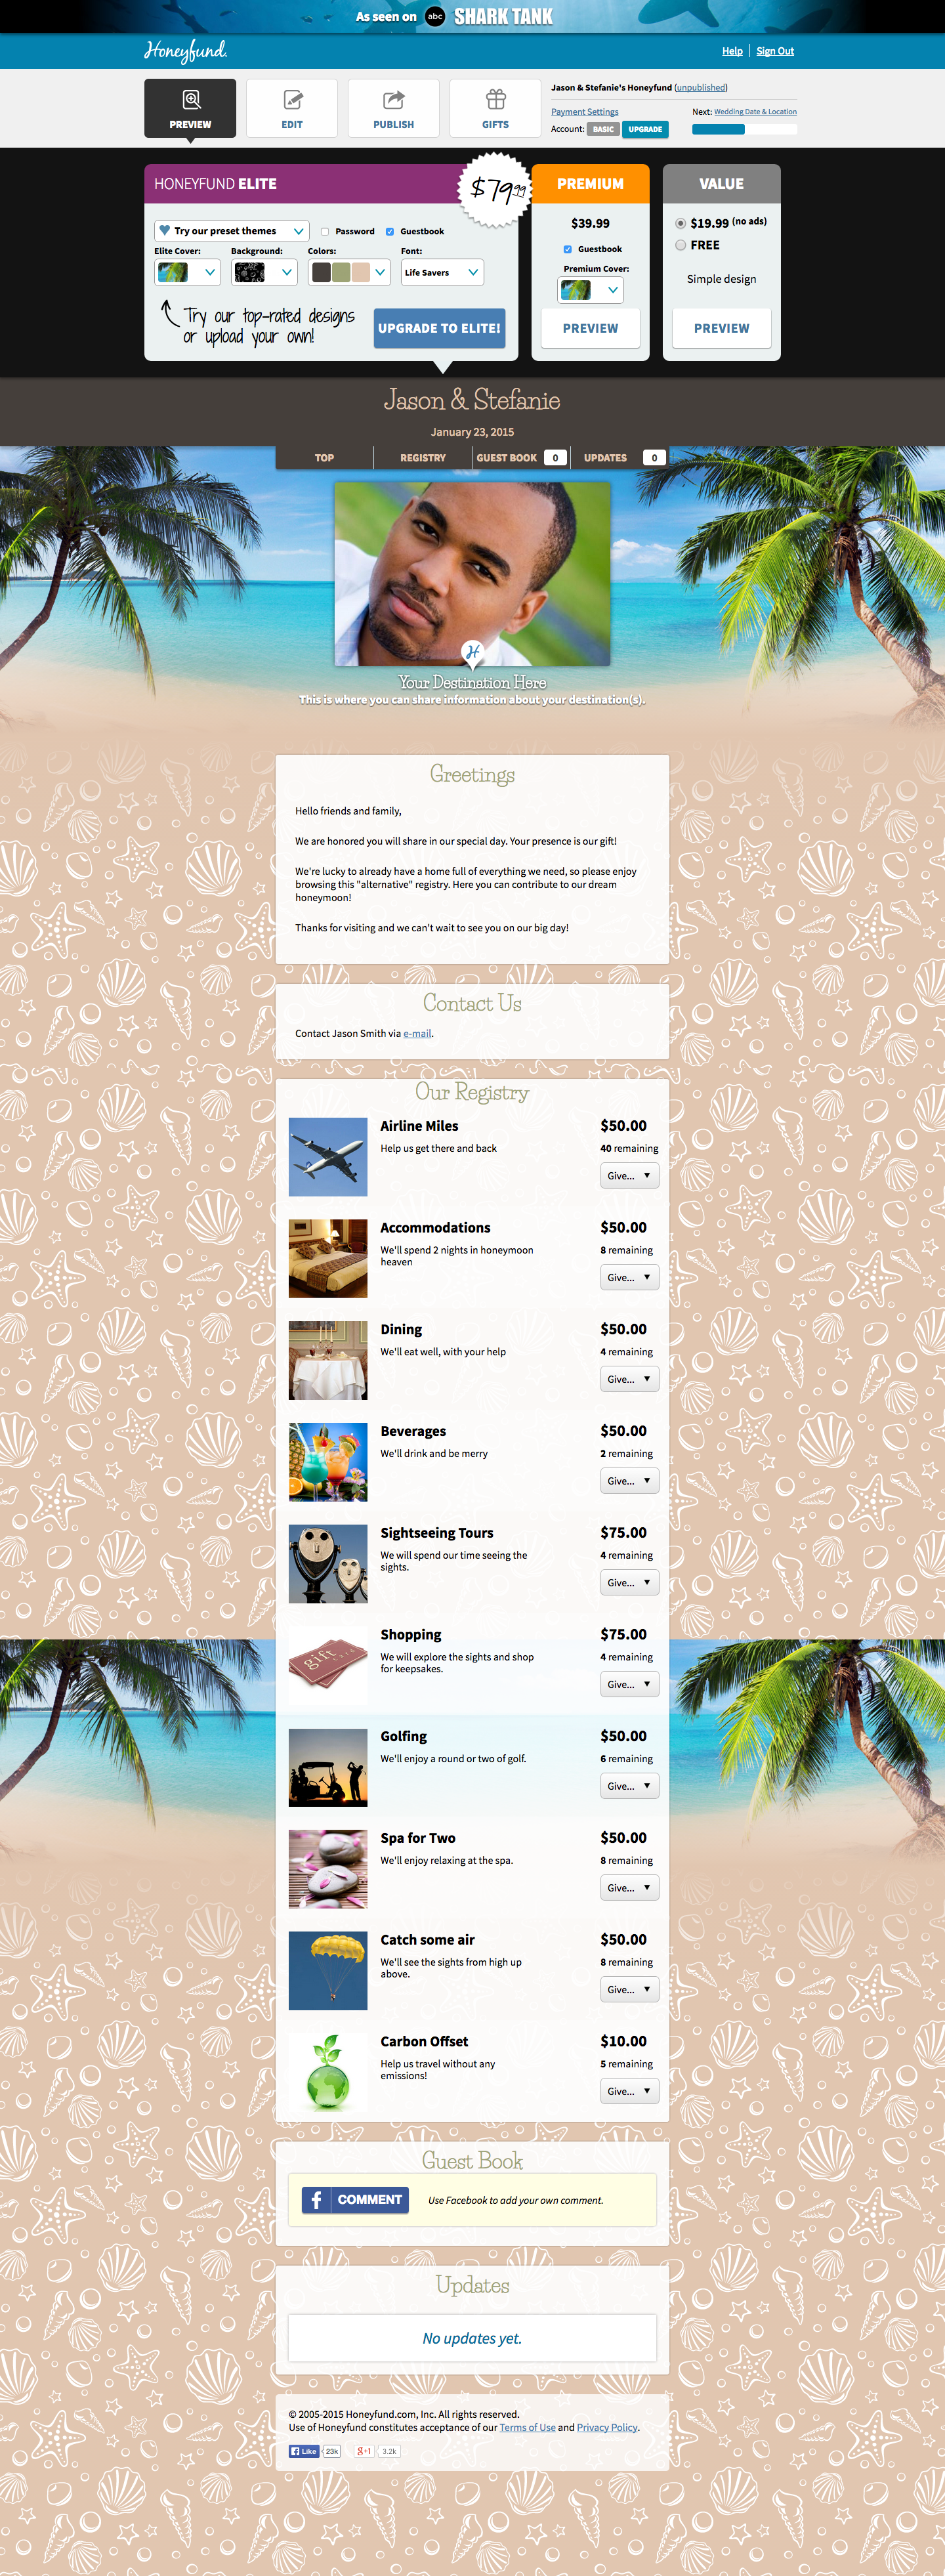 As seen on abc SHARK TANK
Honeyfund.
Help Sign Out
PREVIEW
EDIT
PUBLISH
GIFTS
Jason & Stefanie's Honeyfund (unpublished)
Payment Settings
Next: Wedding Date & Location
Account: BASIC UPGRADE
HONEYFUND ELITE
$79.99
Try our preset themes
Password
Guestbook
Elite Cover:
Background:
Colors:
Font:
Life Savers
Try our top-rated designs
or upload your own!
UPGRADE TO ELITE!
PREMIUM
$39.99
Guestbook
Premium Cover:
PREVIEW
VALUE
$19.99 (no ads)
FREE
Simple design
PREVIEW
Jason & Stefanie
January 23, 2015
TOP
REGISTRY
GUEST BOOK 0
UPDATES 0
H
Your Destination Here
This is where you can share information about your destination(s).
Greetings
Hello friends and family,
We are honored you will share in our special day. Your presence is our gift!
We're lucky to already have a home full of everything we need, so please enjoy
browsing this "alternative" registry. Here you can contribute to our dream
honeymoon!
Thanks for visiting and we can't wait to see you on our big day!
Contact Us
Contact Jason Smith via e-mail.
Our Registry
Airline Miles
Help us get there and back
$50.00
40 remaining
Give...
Accommodations
We'll spend 2 nights in honeymoon
heaven
$50.00
8 remaining
Give...
Dining
We'll eat well, with your help
$50.00
4 remaining
Give...
Beverages
We'll drink and be merry
$50.00
2 remaining
Give...
Sightseeing Tours
We will spend our time seeing the
sights.
$75.00
4 remaining
Give...
gift
Shopping
We will explore the sights and shop
for keepsakes.
$75.00
4 remaining
Give...
Golfing
We'll enjoy a round or two of golf.
$50.00
6 remaining
Give...
Spa for Two
We'll enjoy relaxing at the spa.
$50.00
8 remaining
Give...
Catch some air
We'll see the sights from high up
above.
$50.00
8 remaining
Give...
Carbon Offset
Help us travel without any
emissions!
$10.00
5 remaining
Give...
Guest Book
f COMMENT
Use Facebook to add your own comment.
Updates
No updates yet.
© 2005-2015 Honeyfund.com, Inc. All rights reserved.
Use of Honeyfund constitutes acceptance of our Terms of Use and Privacy Policy.
f Like 23k g+1 3.2k